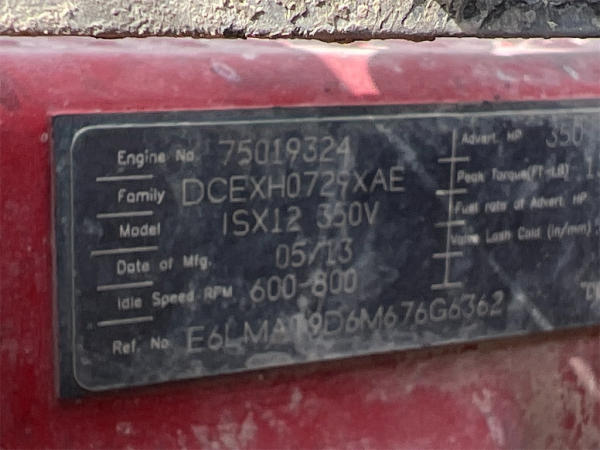 Engine No. 75019324
Family DCEXH0729XAE
Model ISX12 350V
Date of Mfg. 05/13
Idle Speed RPM 600-800
Ref. No E6LMAT9D6M676G6362
Advert. HP 350
Peak Torque(FT-LB)
Fuel rate of Advert. HP
Valve Lash Cold (in/mm)